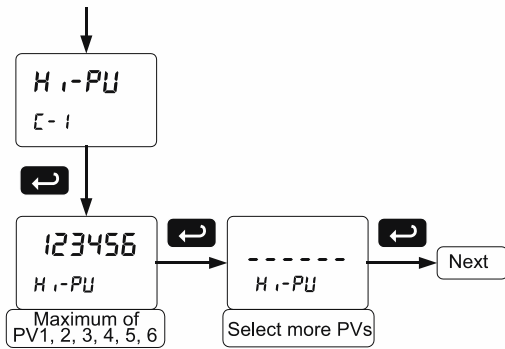 Hi-PV
C-1
123456
Hi-PV
Maximum of
PV1, 2, 3, 4, 5, 6
------
Hi-PV
Select more PVs
Next